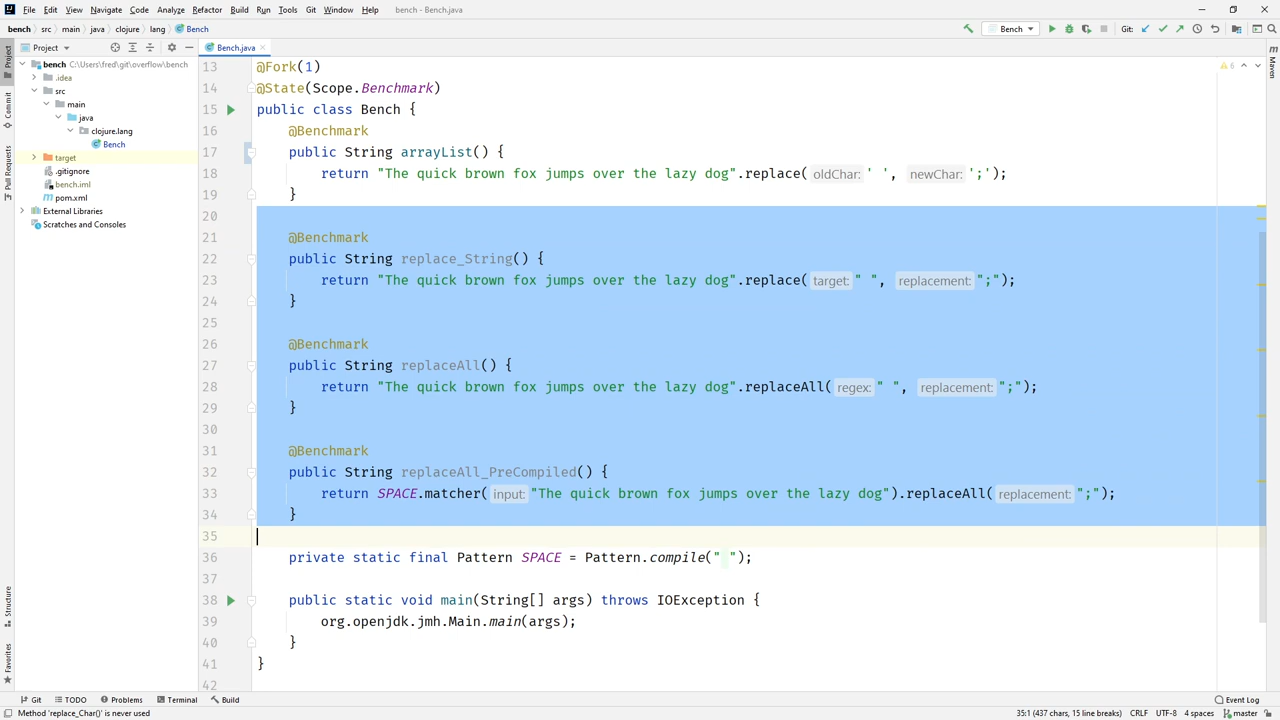 File Edit View Navigate Code Analyze Refactor Build Run Tools Git Window Help bench - Bench.java
bench src main java clojure lang Bench Bench Git:
Project Bench.java
13 @Fork(1)
14 @State(Scope.Benchmark)
15 public class Bench {
16 @Benchmark
17 public String arrayList() {
18 return "The quick brown fox jumps over the lazy dog".replace( oldChar: ' ', newChar: ';');
19 }
20
21 @Benchmark
22 public String replace_String() {
23 return "The quick brown fox jumps over the lazy dog".replace( target: " ", replacement: ";");
24 }
25
26 @Benchmark
27 public String replaceAll() {
28 return "The quick brown fox jumps over the lazy dog".replaceAll( regex: " ", replacement: ";");
29 }
30
31 @Benchmark
32 public String replaceAll_PreCompiled() {
33 return SPACE.matcher( input: "The quick brown fox jumps over the lazy dog").replaceAll( replacement: ";");
34 }
35
36 private static final Pattern SPACE = Pattern.compile(" ");
37
38 public static void main(String[] args) throws IOException {
39 org.openjdk.jmh.Main.main(args);
40 }
41 }
42
bench C:\Users\fred\git\overflow\bench
.idea
src
main
java
clojure.lang
Bench
target
.gitignore
bench.iml
pom.xml
External Libraries
Scratches and Consoles
Project
Commit
Pull Requests
Structure
Favorites
6
Maven
Git TODO Problems Terminal Build Event Log
Method 'replace_Char()' is never used 35:1 (437 chars, 15 line breaks) CRLF UTF-8 4 spaces master